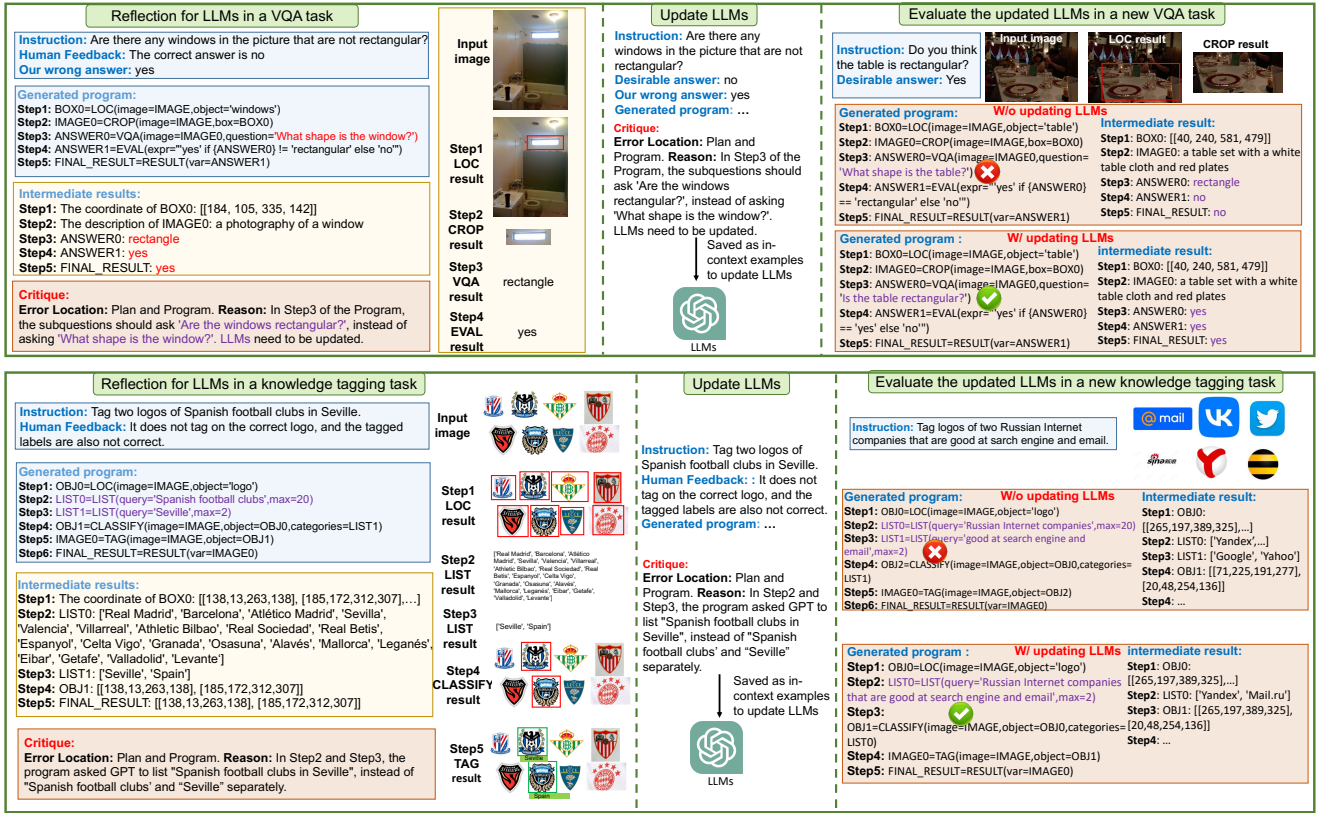 Reflection for LLMs in a VQA task
Instruction: Are there any windows in the picture that are not rectangular?
Human Feedback: The correct answer is no
Our wrong answer: yes
Generated program:
Step1: BOX0=LOC(image=IMAGE,object='windows')
Step2: IMAGE0=CROP(image=IMAGE,box=BOX0)
Step3: ANSWER0=VQA(image=IMAGE0,question='What shape is the window?')
Step4: ANSWER1=EVAL(expr="'yes' if {ANSWER0} != 'rectangular' else 'no'")
Step5: FINAL_RESULT=RESULT(var=ANSWER1)
Intermediate results:
Step1: The coordinate of BOX0: [[184, 105, 335, 142]]
Step2: The description of IMAGE0: a photography of a window
Step3: ANSWER0: rectangle
Step4: ANSWER1: yes
Step5: FINAL_RESULT: yes
Critique:
Error Location: Plan and Program. Reason: In Step3 of the Program,
the subquestions should ask 'Are the windows rectangular?', instead of
asking 'What shape is the window?'. LLMs need to be updated.
Input
image
Step1
LOC
result
Step2
CROP
result
Step3
VQA
result
rectangle
Step4
EVAL
result
yes
Update LLMs
Instruction: Are there any
windows in the picture that are not
rectangular?
Desirable answer: no
Our wrong answer: yes
Generated program: ...
Critique:
Error Location: Plan and
Program. Reason: In Step3 of the
Program, the subquestions should
ask 'Are the windows
rectangular?', instead of asking
'What shape is the window?'.
LLMs need to be updated.
Saved as in-
context examples
to update LLMs
LLMs
Evaluate the updated LLMs in a new VQA task
Instruction: Do you think
the table is rectangular?
Desirable answer: Yes
Input image
LOC result
CROP result
Generated program: W/o updating LLMs
Step1: BOX0=LOC(image=IMAGE,object='table')
Step2: IMAGE0=CROP(image=IMAGE,box=BOX0)
Step3: ANSWER0=VQA(image=IMAGE0,question=
'What shape is the table?')
Step4: ANSWER1=EVAL(expr="'yes' if {ANSWER0}
== 'rectangular' else 'no'")
Step5: FINAL_RESULT=RESULT(var=ANSWER1)
Intermediate result:
Step1: BOX0: [[40, 240, 581, 479]]
Step2: IMAGE0: a table set with a white
table cloth and red plates
Step3: ANSWER0: rectangle
Step4: ANSWER1: no
Step5: FINAL_RESULT: no
Generated program : W/ updating LLMs
Step1: BOX0=LOC(image=IMAGE,object='table')
Step2: IMAGE0=CROP(image=IMAGE,box=BOX0)
Step3: ANSWER0=VQA(image=IMAGE0,question=
'Is the table rectangular?')
Step4: ANSWER1=EVAL(expr="'yes' if {ANSWER0}
== 'yes' else 'no'")
Step5: FINAL_RESULT=RESULT(var=ANSWER1)
intermediate result:
Step1: BOX0: [[40, 240, 581, 479]]
Step2: IMAGE0: a table set with a white
table cloth and red plates
Step3: ANSWER0: yes
Step4: ANSWER1: yes
Step5: FINAL_RESULT: yes
Reflection for LLMs in a knowledge tagging task
Instruction: Tag two logos of Spanish football clubs in Seville.
Human Feedback: It does not tag on the correct logo, and the tagged
labels are also not correct.
Generated program:
Step1: OBJ0=LOC(image=IMAGE,object='logo')
Step2: LIST0=LIST(query='Spanish football clubs',max=20)
Step3: LIST1=LIST(query='Seville',max=2)
Step4: OBJ1=CLASSIFY(image=IMAGE,object=OBJ0,categories=LIST1)
Step5: IMAGE0=TAG(image=IMAGE,object=OBJ1)
Step6: FINAL_RESULT=RESULT(var=IMAGE0)
Intermediate results:
Step1: The coordinate of BOX0: [[138,13,263,138], [185,172,312,307],…]
Step2: LIST0: ['Real Madrid', 'Barcelona', 'Atlético Madrid', 'Sevilla',
'Valencia', 'Villarreal', 'Athletic Bilbao', 'Real Sociedad', 'Real Betis',
'Espanyol', 'Celta Vigo', 'Granada', 'Osasuna', 'Alavés', 'Mallorca', 'Leganés',
'Eibar', 'Getafe', 'Valladolid', 'Levante']
Step3: LIST1: ['Seville', 'Spain']
Step4: OBJ1: [[138,13,263,138], [185,172,312,307]]
Step5: FINAL_RESULT: [[138,13,263,138], [185,172,312,307]]
Critique:
Error Location: Plan and Program. Reason: In Step2 and Step3, the
program asked GPT to list "Spanish football clubs in Seville", instead of
"Spanish football clubs' and “Seville” separately.
Input
image
Step1
LOC
result
Step2
LIST
result
['Real Madrid', 'Barcelona', 'Atlético
Madrid', 'Sevilla', 'Valencia', 'Villarreal',
'Athletic Bilbao', 'Real Sociedad', 'Real
Betis', 'Espanyol', 'Celta Vigo',
'Granada', 'Osasuna', 'Alavés',
'Mallorca', 'Leganés', 'Eibar', 'Getafe',
'Valladolid', 'Levante']
Step3
LIST
result
['Seville', 'Spain']
Step4
CLASSIFY
result
Step5
TAG
result
Seville
Spain
Update LLMs
Instruction: Tag two logos of
Spanish football clubs in Seville.
Human Feedback: : It does not
tag on the correct logo, and the
tagged labels are also not correct.
Generated program: ...
Critique:
Error Location: Plan and
Program. Reason: In Step2 and
Step3, the program asked GPT to
list "Spanish football clubs in
Seville", instead of "Spanish
football clubs' and “Seville”
separately.
Saved as in-
context examples
to update LLMs
LLMs
Evaluate the updated LLMs in a new knowledge tagging task
Instruction: Tag logos of two Russian Internet
companies that are good at sarch engine and email.
@mail
VK
sina
Generated program: W/o updating LLMs
Step1: OBJ0=LOC(image=IMAGE,object='logo')
Step2: LIST0=LIST(query='Russian Internet companies',max=20)
Step3: LIST1=LIST(query='good at search engine and
email',max=2)
Step4: OBJ2=CLASSIFY(image=IMAGE,object=OBJ0,categories=
LIST1)
Step5: IMAGE0=TAG(image=IMAGE,object=OBJ2)
Step6: FINAL_RESULT=RESULT(var=IMAGE0)
Intermediate result:
Step1: OBJ0:
[[265,197,389,325],…]
Step2: LIST0: ['Yandex',…]
Step3: LIST1: ['Google', 'Yahoo']
Step4: OBJ1: [[71,225,191,277],
[20,48,254,136]]
Step4: ...
Generated program : W/ updating LLMs
Step1: OBJ0=LOC(image=IMAGE,object='logo')
Step2: LIST0=LIST(query='Russian Internet companies
that are good at search engine and email',max=2)
Step3:
OBJ1=CLASSIFY(image=IMAGE,object=OBJ0,categories=
LIST0)
Step4: IMAGE0=TAG(image=IMAGE,object=OBJ1)
Step5: FINAL_RESULT=RESULT(var=IMAGE0)
intermediate result:
Step1: OBJ0:
[[265,197,389,325],…]
Step2: LIST0: ['Yandex', 'Mail.ru']
Step3: OBJ1: [[265,197,389,325],
[20,48,254,136]]
Step4: ...